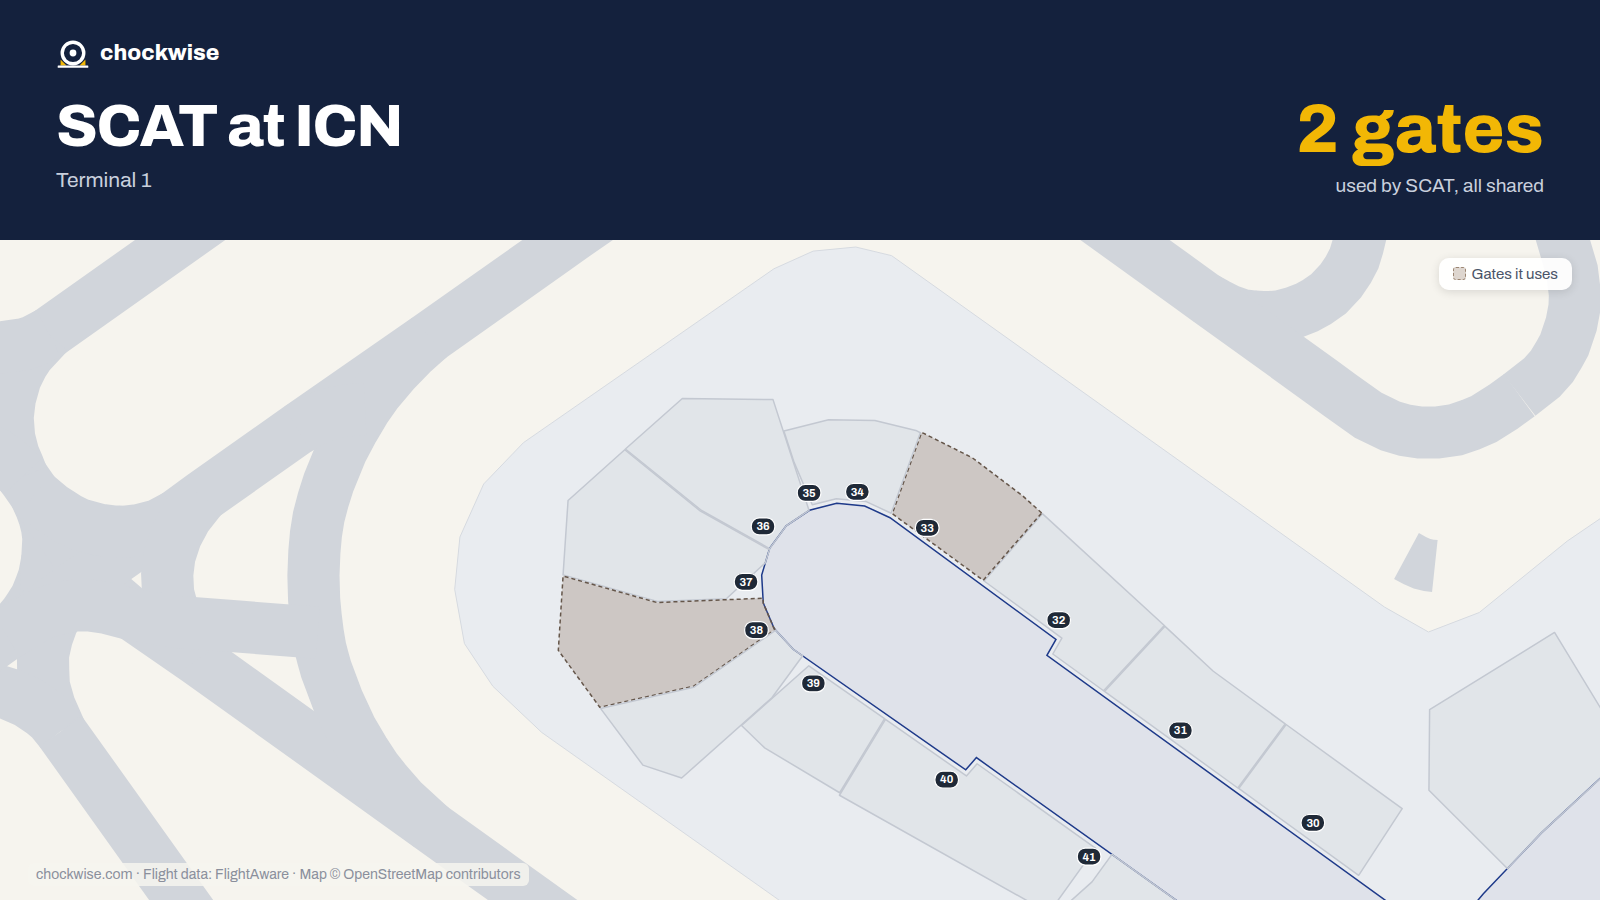 chockwise
SCAT at ICN
Terminal 1
2 gates
used by SCAT, all shared
Gates it uses
35
34
36
33
37
38
32
39
31
40
30
41
chockwise.com · Flight data: FlightAware · Map © OpenStreetMap contributors